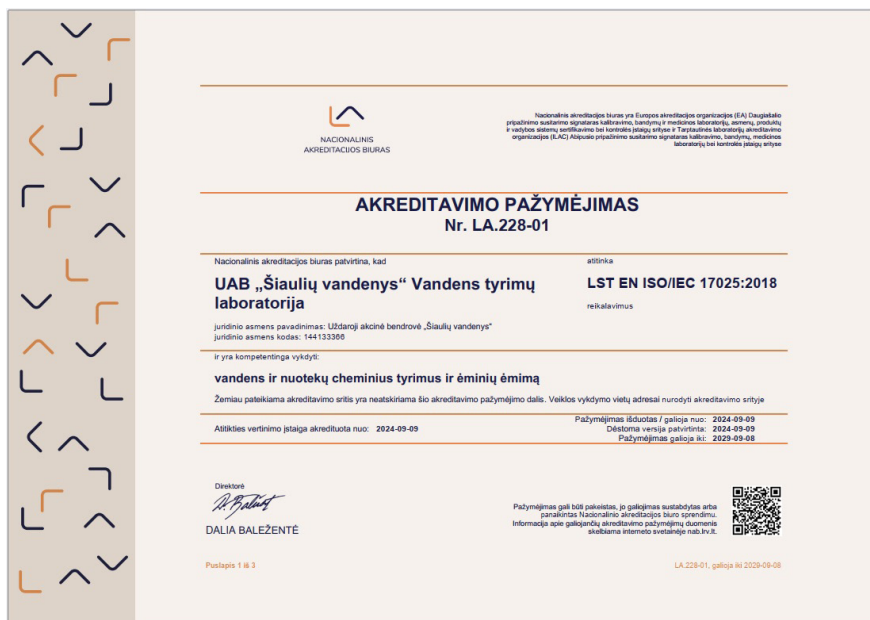 NACIONALINIS
AKREDITACIJOS BIURAS
Nacionalinis akreditacijos biuras yra Europos akreditacijos organizacijos (EA) Daugiašalio
pripažinimo susitarimo signataras kalibravimo, bandymų ir medicinos laboratorijų, asmenų, produktų
ir vadybos sistemų sertifikavimo bei kontrolės įstaigų srityse ir Tarptautinės laboratorijų akreditavimo
organizacijos (ILAC) Abipusio pripažinimo susitarimo signataras kalibravimo, bandymų, medicinos
laboratorijų bei kontrolės įstaigų srityse
AKREDITAVIMO PAŽYMĖJIMAS
Nr. LA.228-01
Nacionalinis akreditacijos biuras patvirtina, kad
UAB „Šiaulių vandenys“ Vandens tyrimų
laboratorija
juridinio asmens pavadinimas: Uždaroji akcinė bendrovė „Šiaulių vandenys“
juridinio asmens kodas: 144133366
atitinka
LST EN ISO/IEC 17025:2018
reikalavimus
ir yra kompetentinga vykdyti:
vandens ir nuotekų cheminius tyrimus ir ėminių ėmimą
Žemiau pateikiama akreditavimo sritis yra neatskiriama šio akreditavimo pažymėjimo dalis. Veiklos vykdymo vietų adresai nurodyti akreditavimo srityje
Atitikties vertinimo įstaiga akredituota nuo: 2024-09-09
Pažymėjimas išduotas / galioja nuo: 2024-09-09
Dėstoma versija patvirtinta: 2024-09-09
Pažymėjimas galioja iki: 2029-09-08
Direktorė
DALIA BALEŽENTĖ
Pažymėjimas gali būti pakeistas, jo galiojimas sustabdytas arba
panaikintas Nacionalinio akreditacijos biuro sprendimu.
Informacija apie galiojančių akreditavimo pažymėjimų duomenis
skelbiama interneto svetainėje nab.lrv.lt.
Puslapis 1 iš 3
LA.228-01, galioja iki 2029-09-08